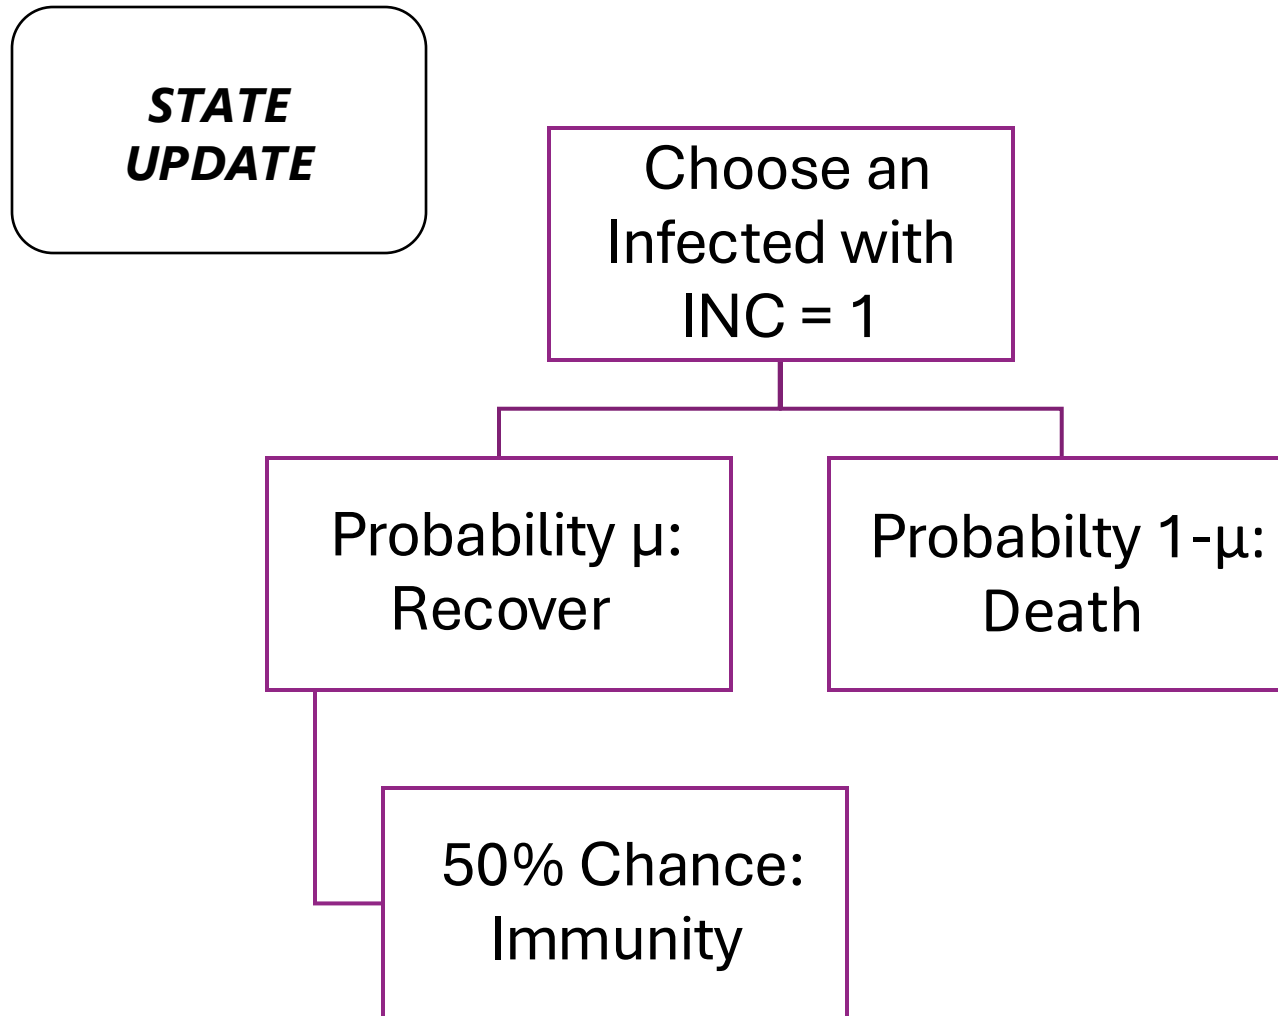 STATE
UPDATE
Choose an
Infected with
INC = 1
Probability μ:
Recover
Probabilty 1-μ:
Death
50% Chance:
Immunity